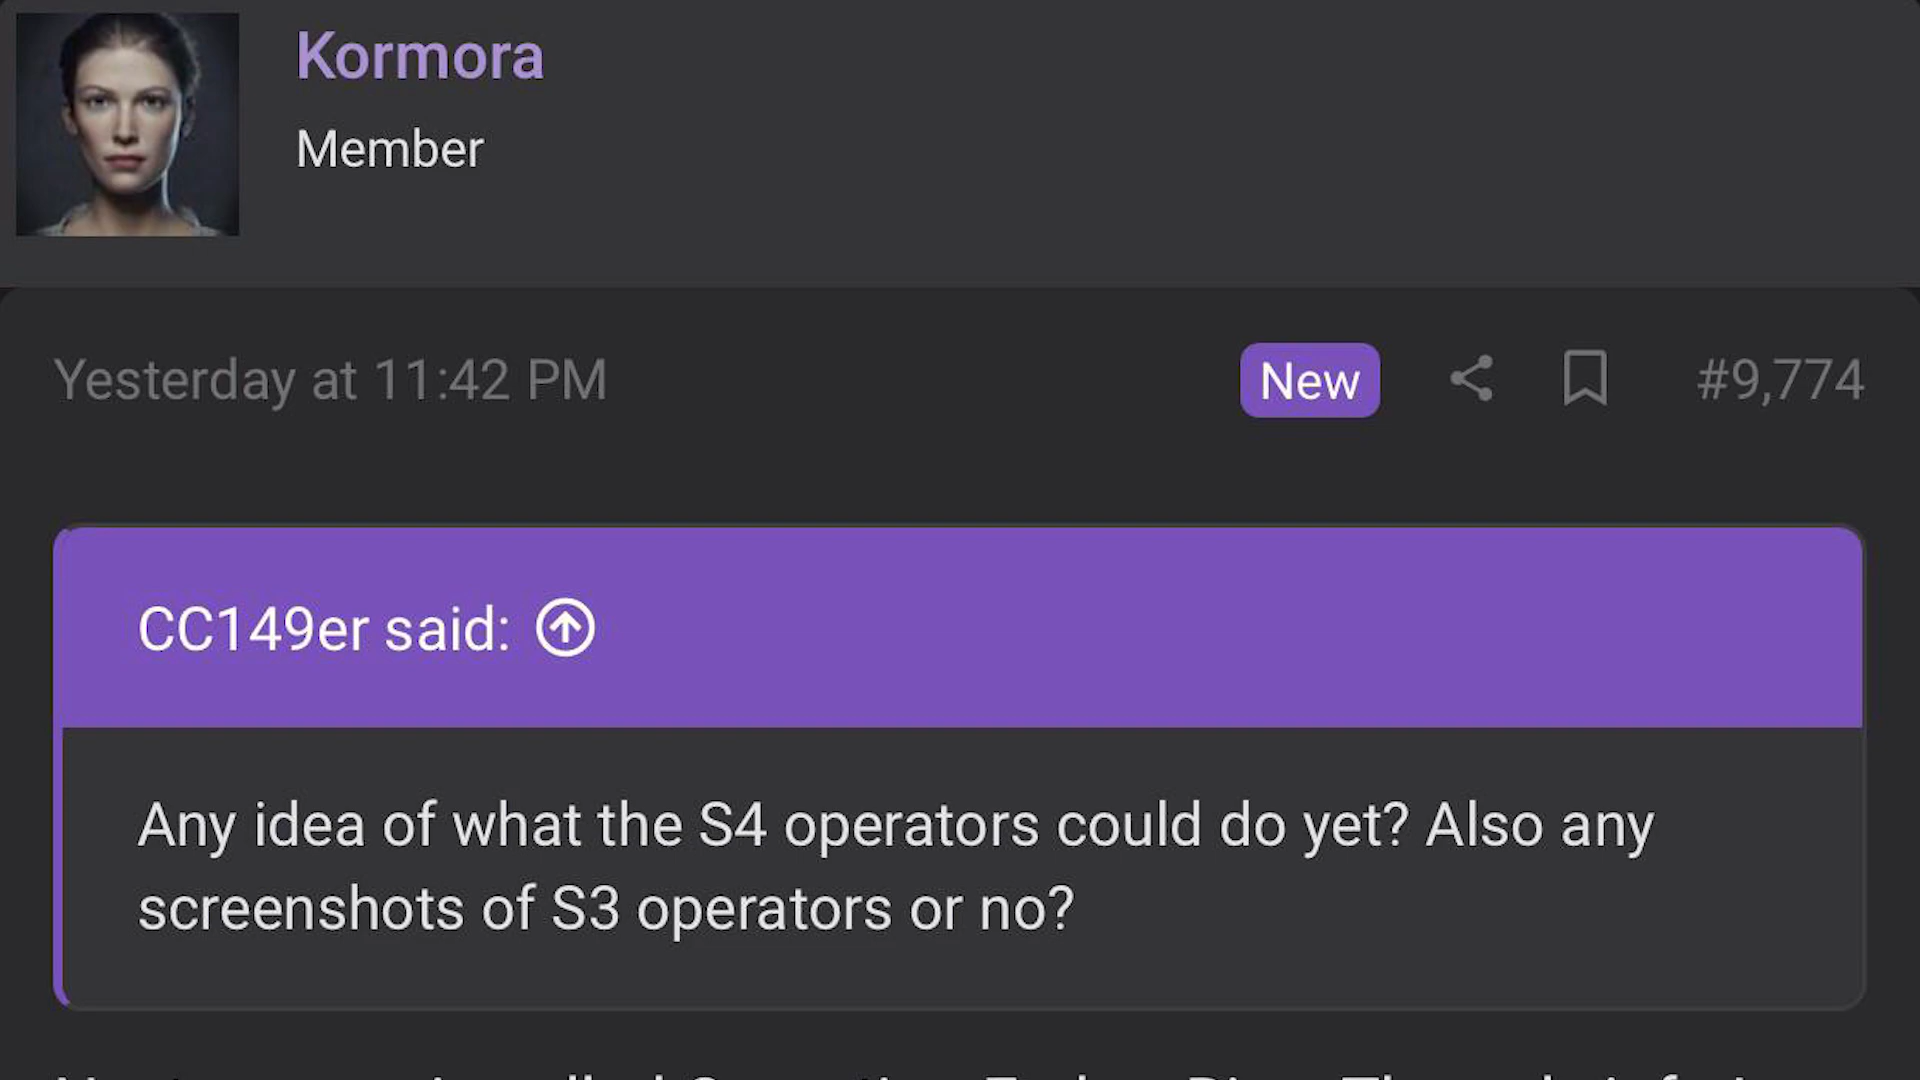 Kormora
Member
Yesterday at 11:42 PM
New
#9,774
CC149er said:
Any idea of what the S4 operators could do yet? Also any
screenshots of S3 operators or no?